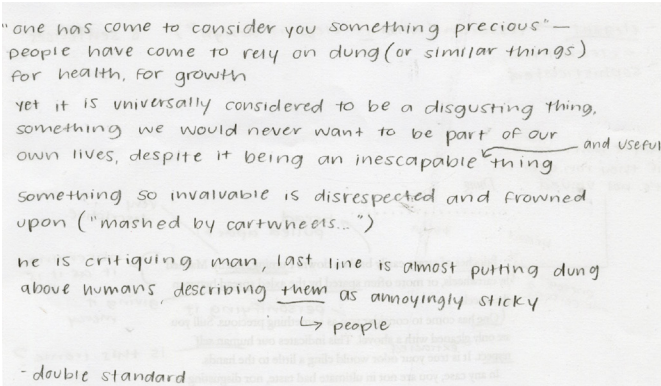 "one has come to consider you something precious" —
people have come to rely on dung (or similar things)
for health, for growth
yet it is universally considered to be a disgusting thing,
something we would never want to be part of our
own lives, despite it being an inescapable and useful thing
something so invaluable is disrespected and frowned
upon ("mashed by cartwheels...")
he is critiquing man, last line is almost putting dung
above humans, describing them as annoyingly sticky
↳ people
- double standard